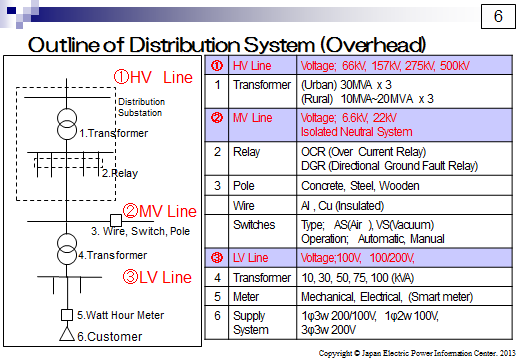 6
Outline of Distribution System (Overhead)
①HV Line
Distribution
Substation
1.Transformer
2.Relay
②MV Line
3. Wire, Switch, Pole
4.Transformer
③LV Line
5.Watt Hour Meter
6.Customer
① HV Line Voltage; 66kV, 157kV, 275kV, 500kV
1 Transformer (Urban) 30MVA x 3
(Rural) 10MVA~20MVA x 3
② MV Line Voltage; 6.6kV, 22kV
Isolated Neutral System
2 Relay OCR (Over Current Relay)
DGR (Directional Ground Fault Relay)
3 Pole Concrete, Steel, Wooden
Wire Al , Cu (Insulated)
Switches Type; AS(Air ), VS(Vacuum)
Operation; Automatic, Manual
③ LV Line Voltage;100V, 100/200V,
4 Transformer 10, 30, 50, 75, 100 (kVA)
5 Meter Mechanical, Electrical, (Smart meter)
6 Supply System 1φ3w 200/100V, 1φ2w 100V,
3φ3w 200V
Copyright © Japan Electric Power Information Center. 2013